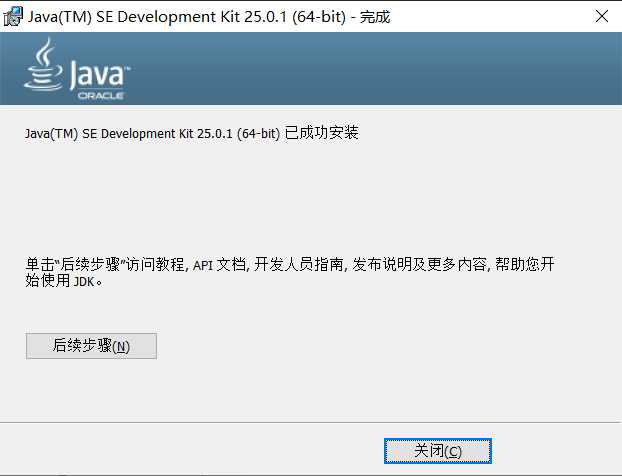 Java(TM) SE Development Kit 25.0.1 (64-bit) - 完成
Java™
ORACLE
Java(TM) SE Development Kit 25.0.1 (64-bit) 已成功安装
单击“后续步骤”访问教程, API 文档, 开发人员指南, 发布说明及更多内容, 帮助您开
始使用 JDK。
后续步骤(N)
关闭(C)